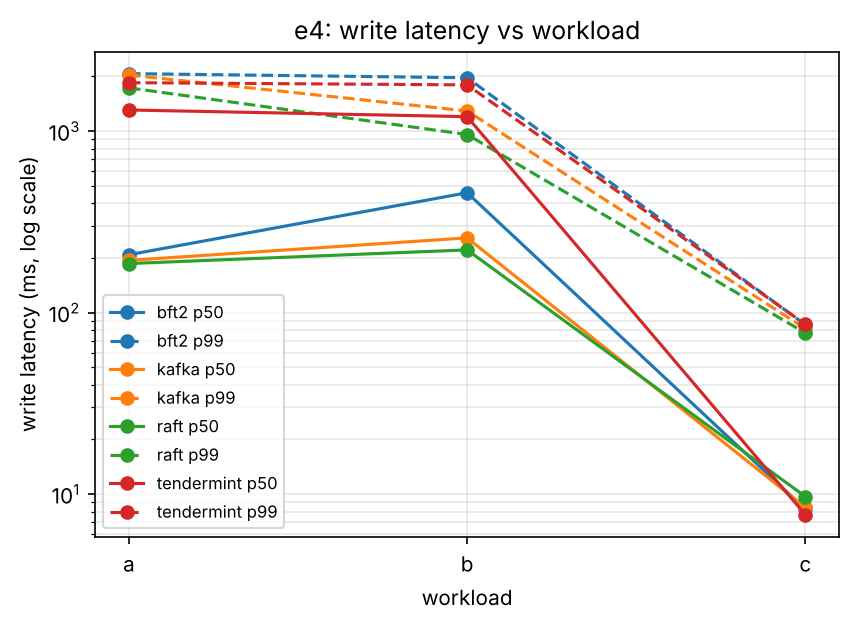 e4: write latency vs workload
write latency (ms, log scale)
10³
10²
10¹
bft2 p50
bft2 p99
kafka p50
kafka p99
raft p50
raft p99
tendermint p50
tendermint p99
a
b
c
workload